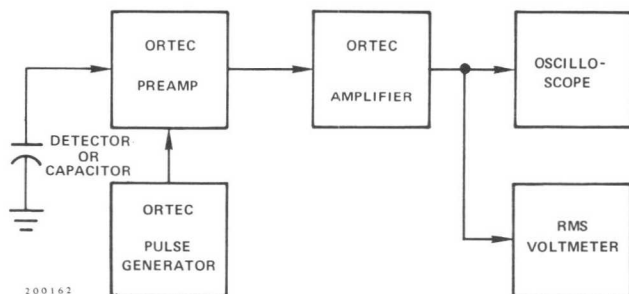 ORTEC
PREAMP
ORTEC
AMPLIFIER
OSCILLO-
SCOPE
DETECTOR
OR
CAPACITOR
ORTEC
PULSE
GENERATOR
RMS
VOLTMETER
200162